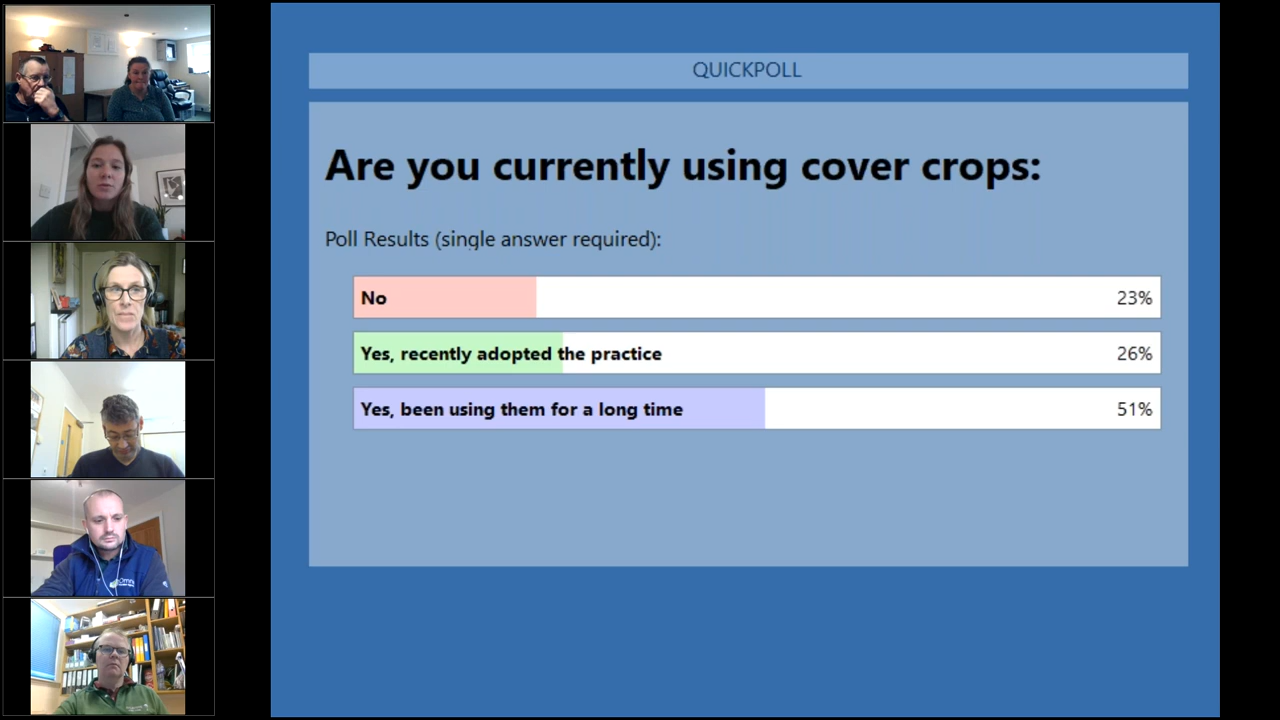 QUICKPOLL
Are you currently using cover crops:
Poll Results (single answer required):
No 23%
Yes, recently adopted the practice 26%
Yes, been using them for a long time 51%